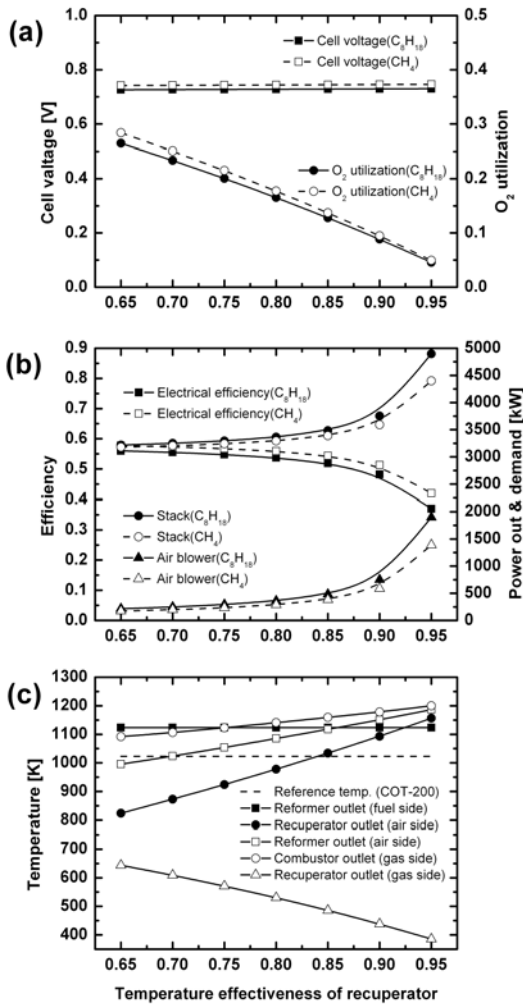 (a)
1.0
0.8
0.6
0.4
0.2
0.0
Cell valtage [V]
Cell voltage(C8H18)
Cell voltage(CH4)
O2 utilization(C8H18)
O2 utilization(CH4)
0.5
0.4
0.3
0.2
0.1
0.0
O2 utilization
0.65 0.70 0.75 0.80 0.85 0.90 0.95
(b)
0.9
0.8
0.7
0.6
0.5
0.4
0.3
0.2
0.1
0.0
Efficiency
Electrical efficiency(C8H18)
Electrical efficiency(CH4)
Stack(C8H18)
Stack(CH4)
Air blower(C8H18)
Air blower(CH4)
5000
4500
4000
3500
3000
2500
2000
1500
1000
500
0
Power out & demand [kW]
0.65 0.70 0.75 0.80 0.85 0.90 0.95
(c)
1300
1200
1100
1000
900
800
700
600
500
400
Temperature [K]
Reference temp. (COT-200)
Reformer outlet (fuel side)
Recuperator outlet (air side)
Reformer outlet (air side)
Combustor outlet (gas side)
Recuperator outlet (gas side)
0.65 0.70 0.75 0.80 0.85 0.90 0.95
Temperature effectiveness of recuperator